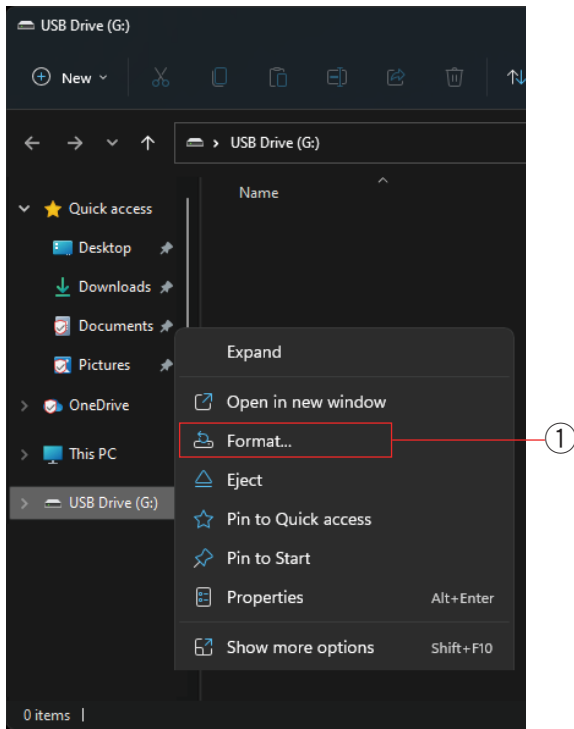 USB Drive (G:)
New
USB Drive (G:)
Name
Quick access
Desktop
Downloads
Documents
Pictures
OneDrive
This PC
USB Drive (G:)
Expand
Open in new window
Format...
1
Eject
Pin to Quick access
Pin to Start
Properties Alt+Enter
Show more options Shift+F10
0 items